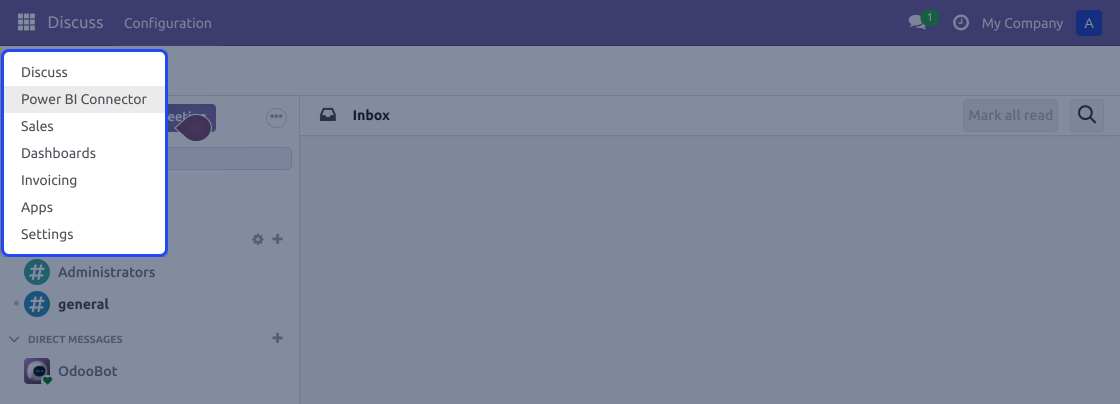 Discuss
Configuration
1
My Company
A
Discuss
Power BI Connector
Sales
Dashboards
Invoicing
Apps
Settings
Inbox
Mark all read
Administrators
general
DIRECT MESSAGES
OdooBot